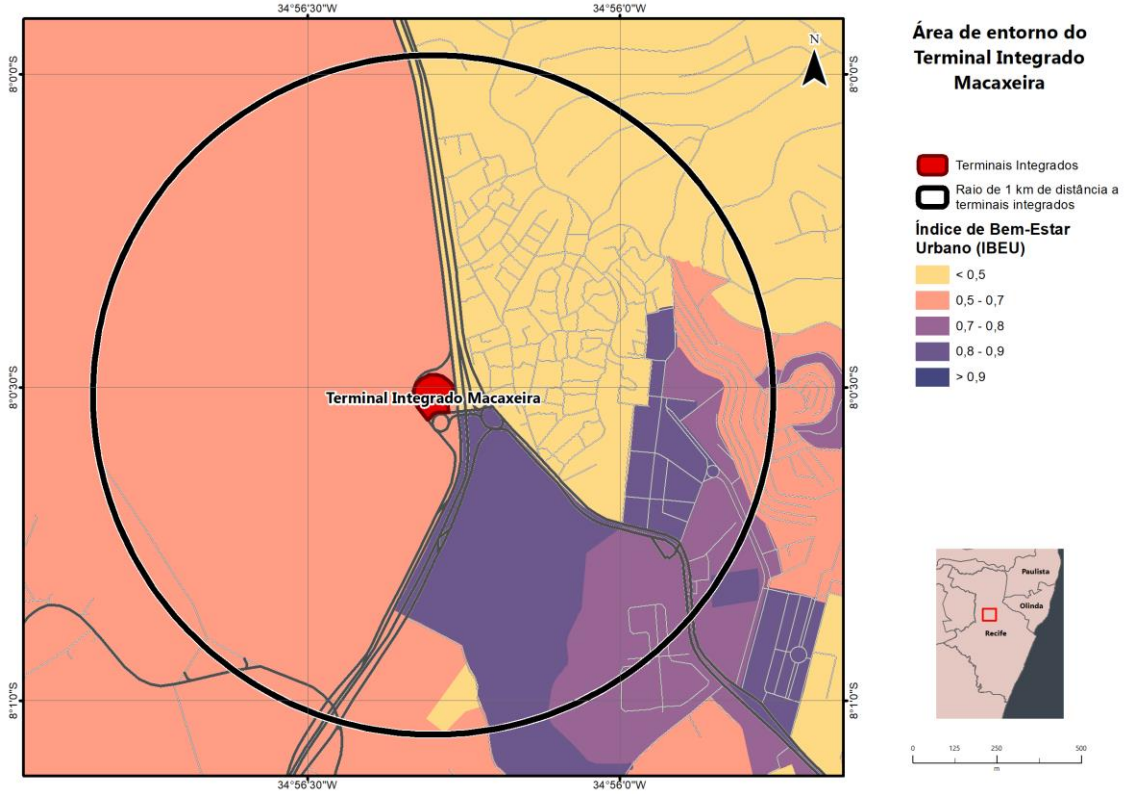 34°56'30"W
34°56'0"W
8°0'0"S
8°0'0"S
8°0'30"S
8°0'30"S
8°1'0"S
8°1'0"S
34°56'30"W
34°56'0"W
Terminal Integrado Macaxeira
Área de entorno do
Terminal Integrado
Macaxeira
N
Terminais Integrados
Raio de 1 km de distância a
terminais integrados
Índice de Bem-Estar
Urbano (IBEU)
< 0,5
0,5 - 0,7
0,7 - 0,8
0,8 - 0,9
> 0,9
Paulista
Olinda
Recife
0 125 250 500
m